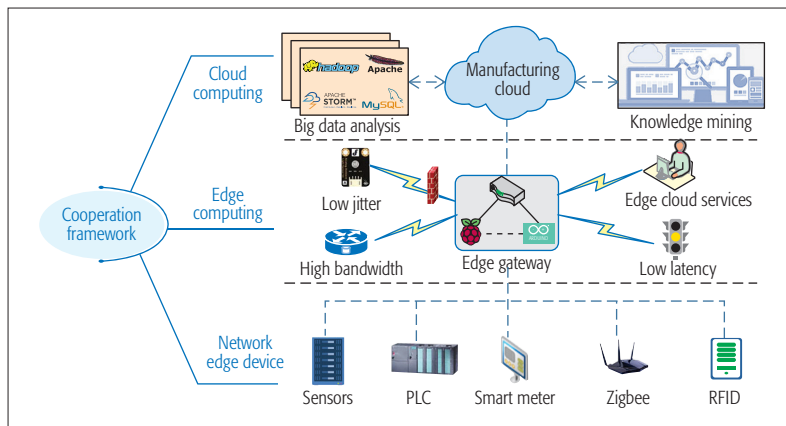 Cloud
computing
hadoop
Apache
APACHE
STORM™
MySQL
Big data analysis
Manufacturing
cloud
Knowledge mining
Cooperation
framework
Edge
computing
Low jitter
High bandwidth
Edge gateway
Edge cloud services
Low latency
Network
edge device
Sensors
PLC
Smart meter
Zigbee
RFID